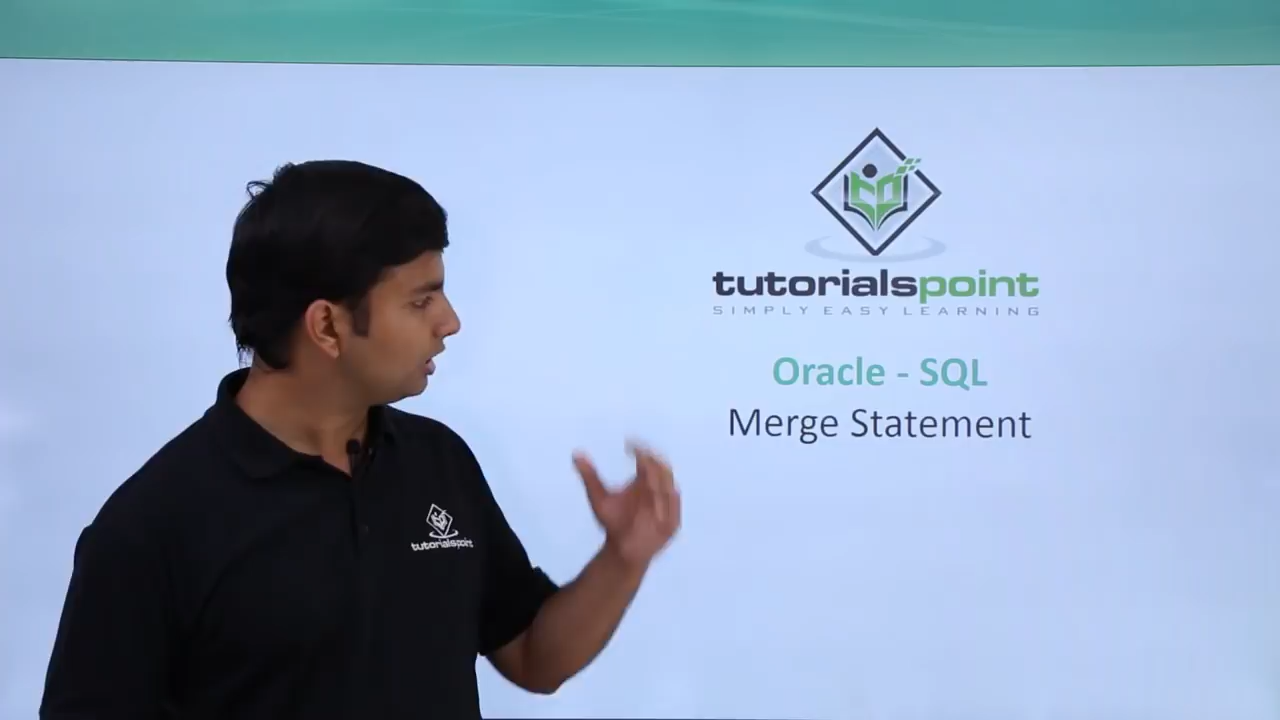 tutorialspoint
SIMPLY EASY LEARNING
Oracle - SQL
Merge Statement
tutorialspoint